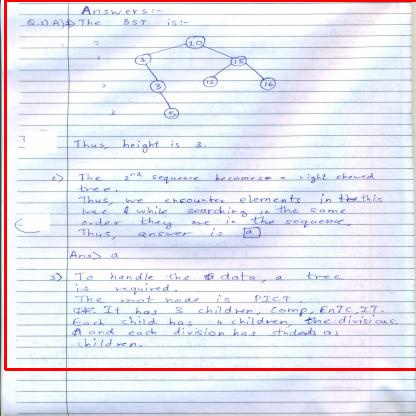 Answers:-
Q.1) A) The BST is:-
0 10
1 1 15
2 3 12 16
3 5
Thus, height is 3.
2) The 2nd sequence becomes a right skewed
tree.
Thus, we encounter elements in this
tree & while searching in the same
order they are in the sequence.
Thus, answer is a
Ans> a
3) To handle the data, a tree
is required.
The root node is PICT.
It has 3 children, Comp, EnTC, IT.
Each child has 4 children, the divisions
and each division has students as
children.